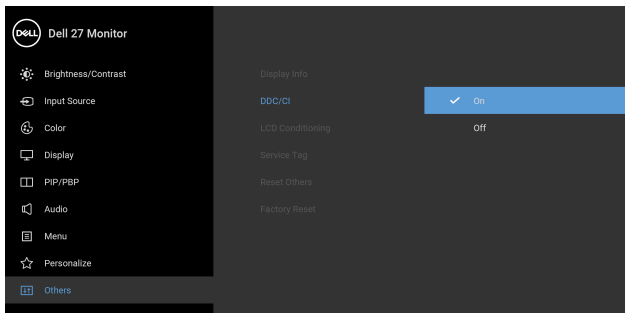 DELL Dell 27 Monitor
Brightness/Contrast
Input Source
Color
Display
PIP/PBP
Audio
Menu
Personalize
Others
Display Info
DDC/CI
LCD Conditioning
Service Tag
Reset Others
Factory Reset
On
Off